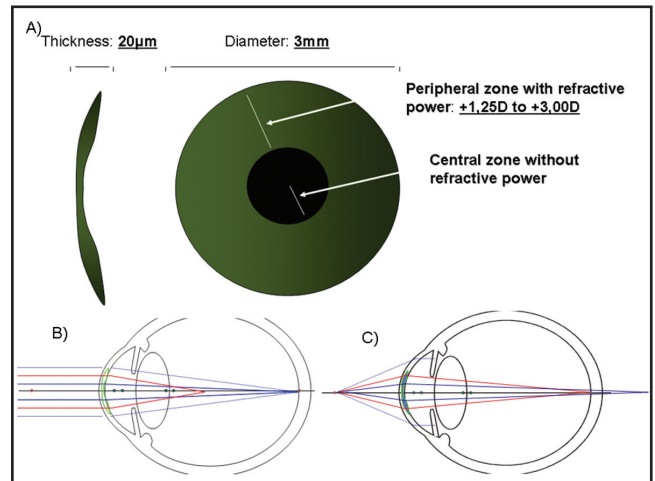 A)
Thickness: 20µm
Diameter: 3mm
Peripheral zone with refractive
power: +1,25D to +3,00D
Central zone without
refractive power
B)
C)